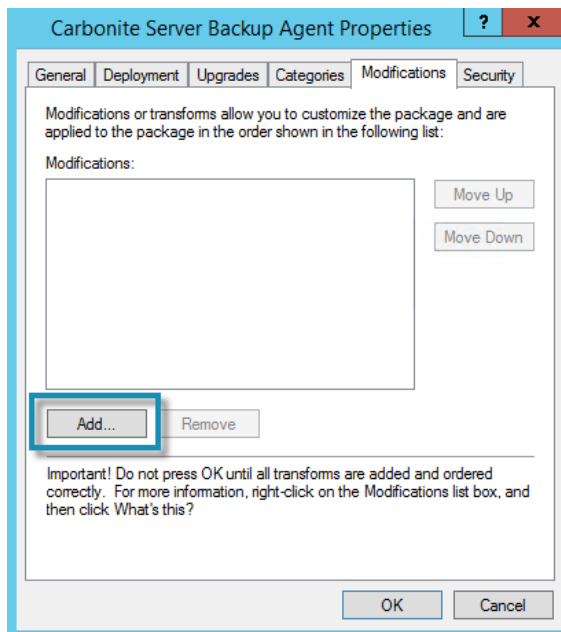 Carbonite Server Backup Agent Properties
? x
General Deployment Upgrades Categories Modifications Security
Modifications or transforms allow you to customize the package and are
applied to the package in the order shown in the following list:
Modifications:
Move Up
Move Down
Add... Remove
Important! Do not press OK until all transforms are added and ordered
correctly. For more information, right-click on the Modifications list box, and
then click What's this?
OK Cancel